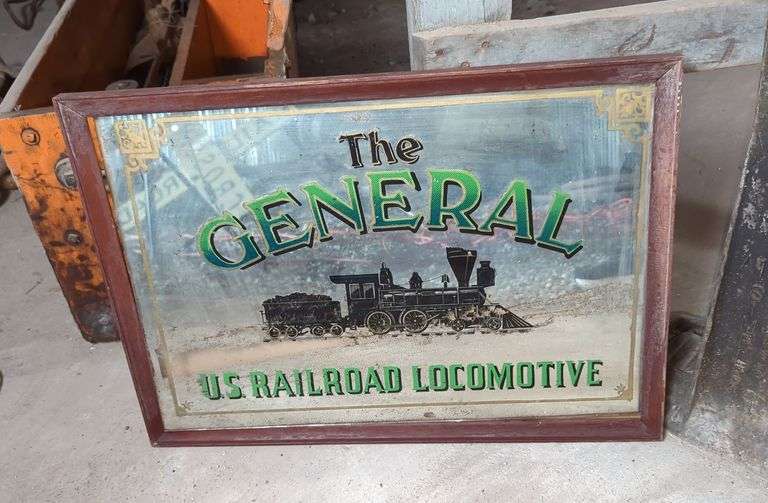 The
GENERAL
U.S. RAILROAD LOCOMOTIVE